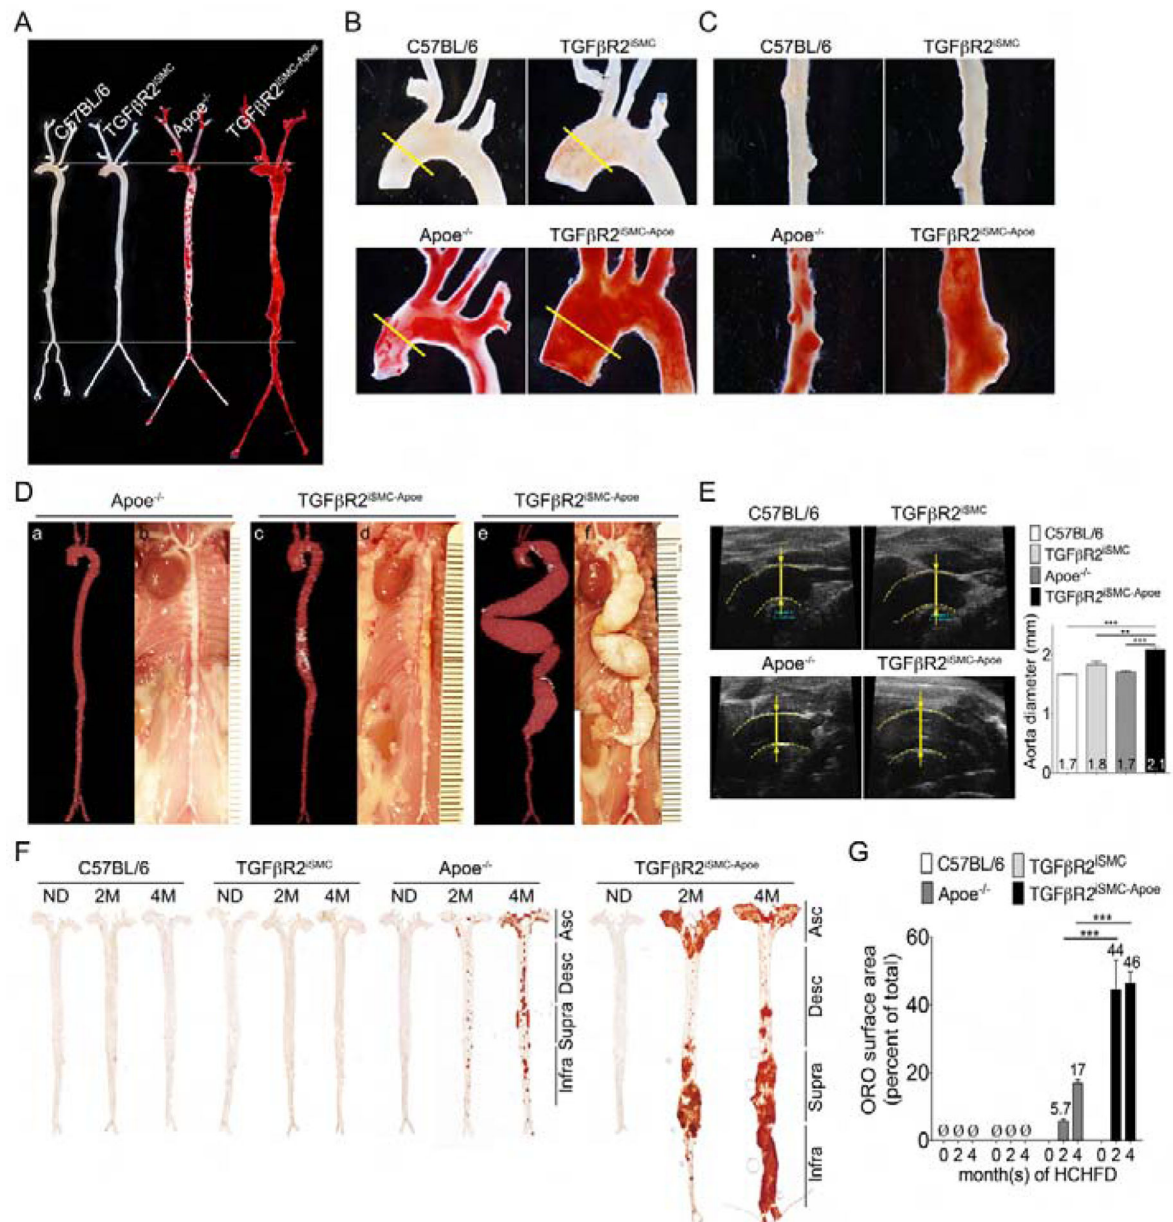 A
C57BL/6
TGFβR2iSMC
Apoe-/-
TGFβR2iSMC-Apoe
B
C57BL/6
TGFβR2iSMC
Apoe-/-
TGFβR2iSMC-Apoe
C
C57BL/6
TGFβR2iSMC
Apoe-/-
TGFβR2iSMC-Apoe
D
Apoe-/-
TGFβR2iSMC-Apoe
TGFβR2iSMC-Apoe
a
b
c
d
e
f
E
C57BL/6
TGFβR2iSMC
Apoe-/-
TGFβR2iSMC-Apoe
C57BL/6
TGFβR2iSMC
Apoe-/-
TGFβR2iSMC-Apoe
***
**
***
Aorta diameter (mm)
2
1
0
1.7
1.8
1.7
2.1
F
C57BL/6
TGFβR2iSMC
Apoe-/-
TGFβR2iSMC-Apoe
ND 2M 4M
ND 2M 4M
ND 2M 4M
ND 2M 4M
Asc
Desc
Supra
Infra
Asc
Desc
Supra
Infra
G
C57BL/6
TGFβR2iSMC
Apoe-/-
TGFβR2iSMC-Apoe
***
***
ORO surface area
(percent of total)
60
40
20
0
Ø Ø Ø
Ø Ø Ø
5.7
17
44
46
0 2 4 0 2 4 0 2 4 0 2 4
month(s) of HCHFD